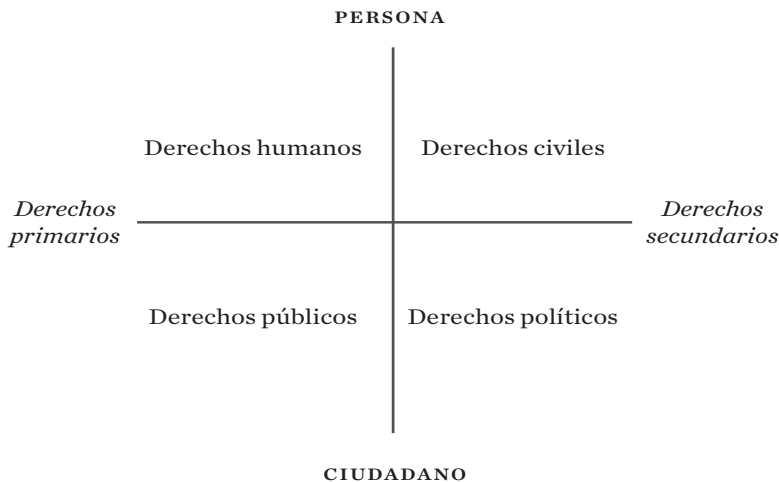 PERSONA
Derechos humanos
Derechos civiles
Derechos
primarios
Derechos
secundarios
Derechos públicos
Derechos políticos
CIUDADANO